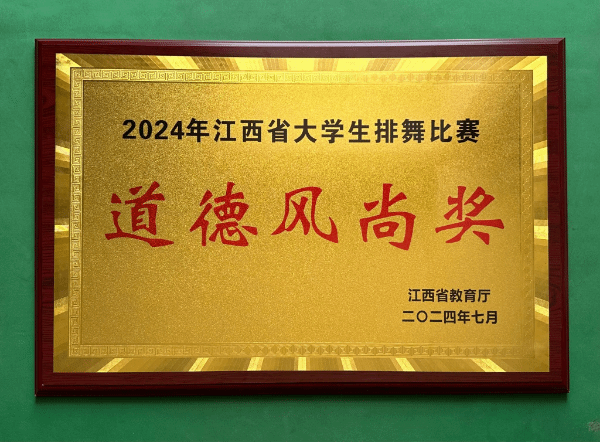 2024年江西省大学生排舞比赛
道德风尚奖
江西省教育厅
二〇二四年七月